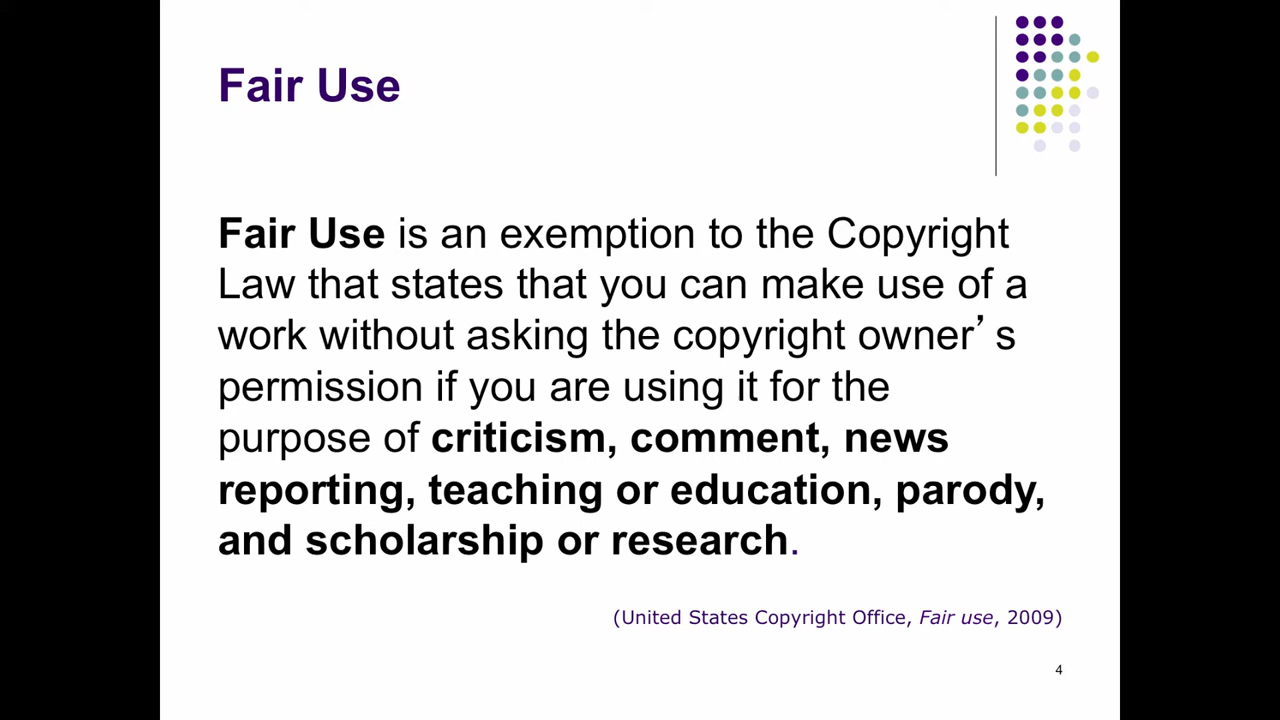 Fair Use
Fair Use is an exemption to the Copyright
Law that states that you can make use of a
work without asking the copyright owner’s
permission if you are using it for the
purpose of criticism, comment, news
reporting, teaching or education, parody,
and scholarship or research.
(United States Copyright Office, Fair use, 2009)
4